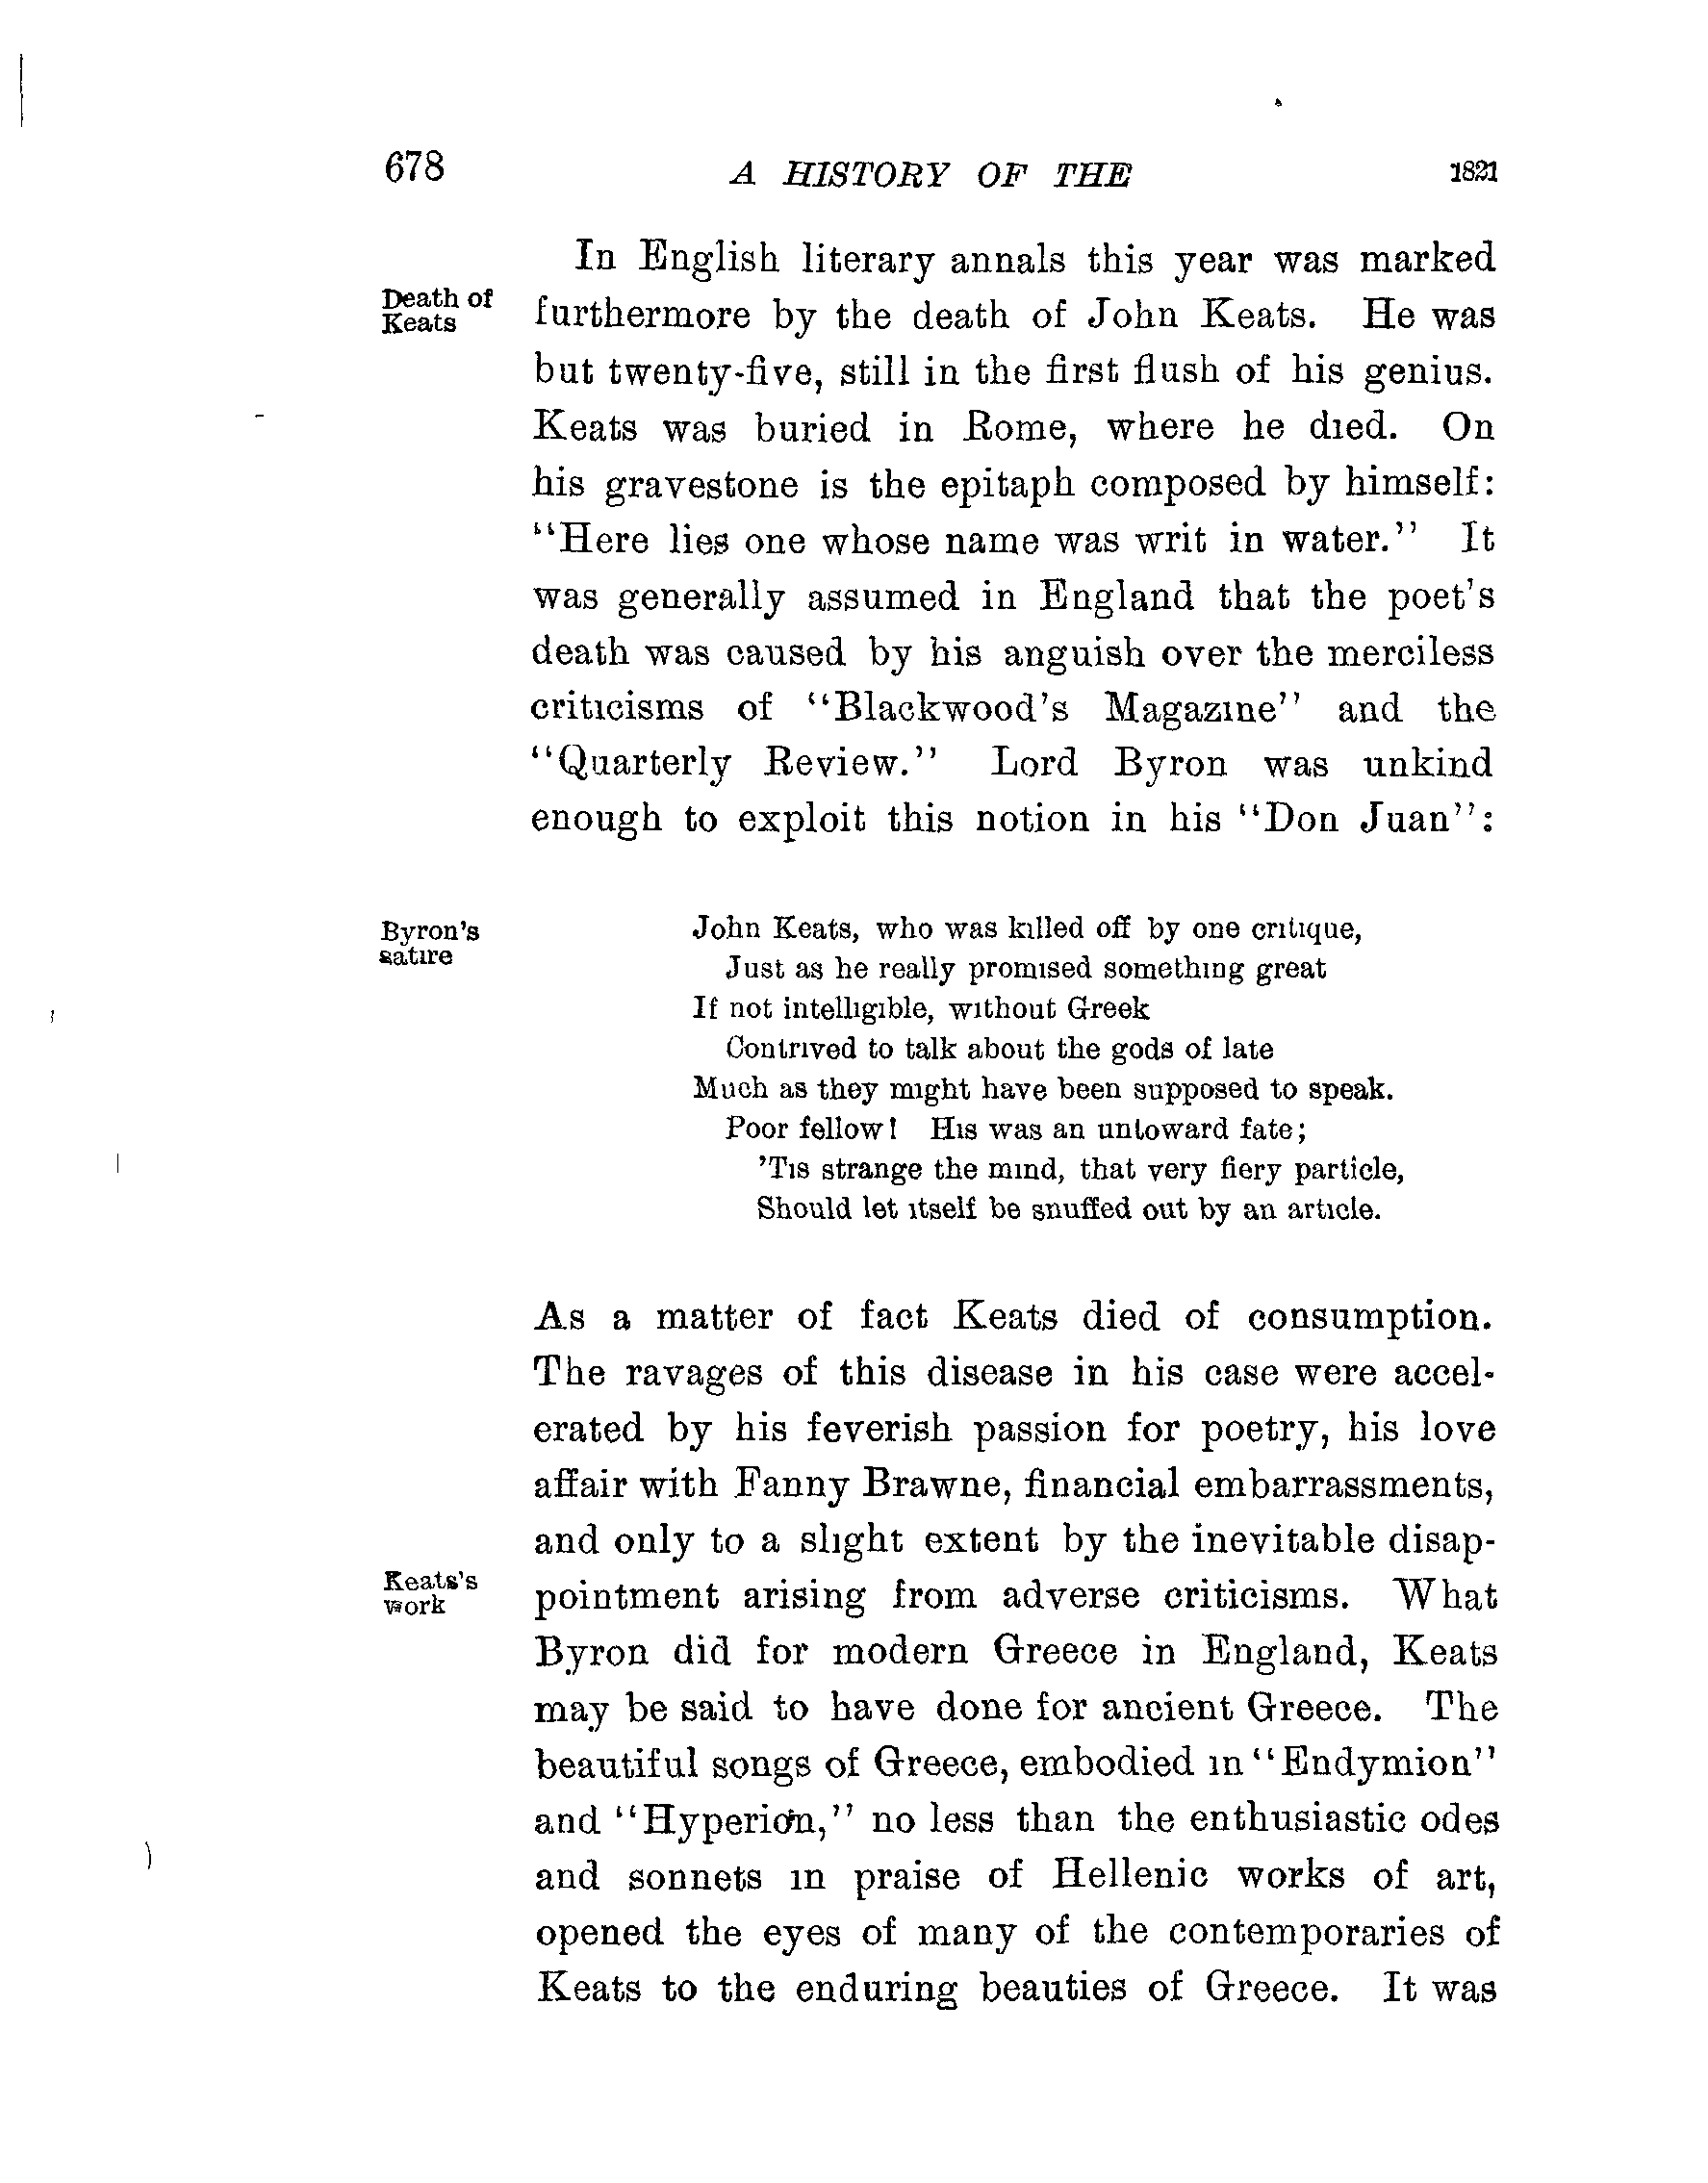 678 A HISTORY OF THE 1821
In English literary annals this year was marked
Death of
Keats
furthermore by the death of John Keats. He was
but twenty-five, still in the first flush of his genius.
Keats was buried in Rome, where he died. On
his gravestone is the epitaph composed by himself:
"Here lies one whose name was writ in water." It
was generally assumed in England that the poet's
death was caused by his anguish over the merciless
criticisms of "Blackwood's Magazine" and the
"Quarterly Review." Lord Byron was unkind
enough to exploit this notion in his "Don Juan":
Byron's
satire
John Keats, who was killed off by one critique,
Just as he really promised something great
If not intelligible, without Greek
Contrived to talk about the gods of late
Much as they might have been supposed to speak.
Poor fellow! His was an untoward fate;
'Tis strange the mind, that very fiery particle,
Should let itself be snuffed out by an article.
As a matter of fact Keats died of consumption.
The ravages of this disease in his case were accel-
erated by his feverish passion for poetry, his love
affair with Fanny Brawne, financial embarrassments,
and only to a slight extent by the inevitable disap-
Keats's
work
pointment arising from adverse criticisms. What
Byron did for modern Greece in England, Keats
may be said to have done for ancient Greece. The
beautiful songs of Greece, embodied in "Endymion"
and "Hyperion," no less than the enthusiastic odes
and sonnets in praise of Hellenic works of art,
opened the eyes of many of the contemporaries of
Keats to the enduring beauties of Greece. It was